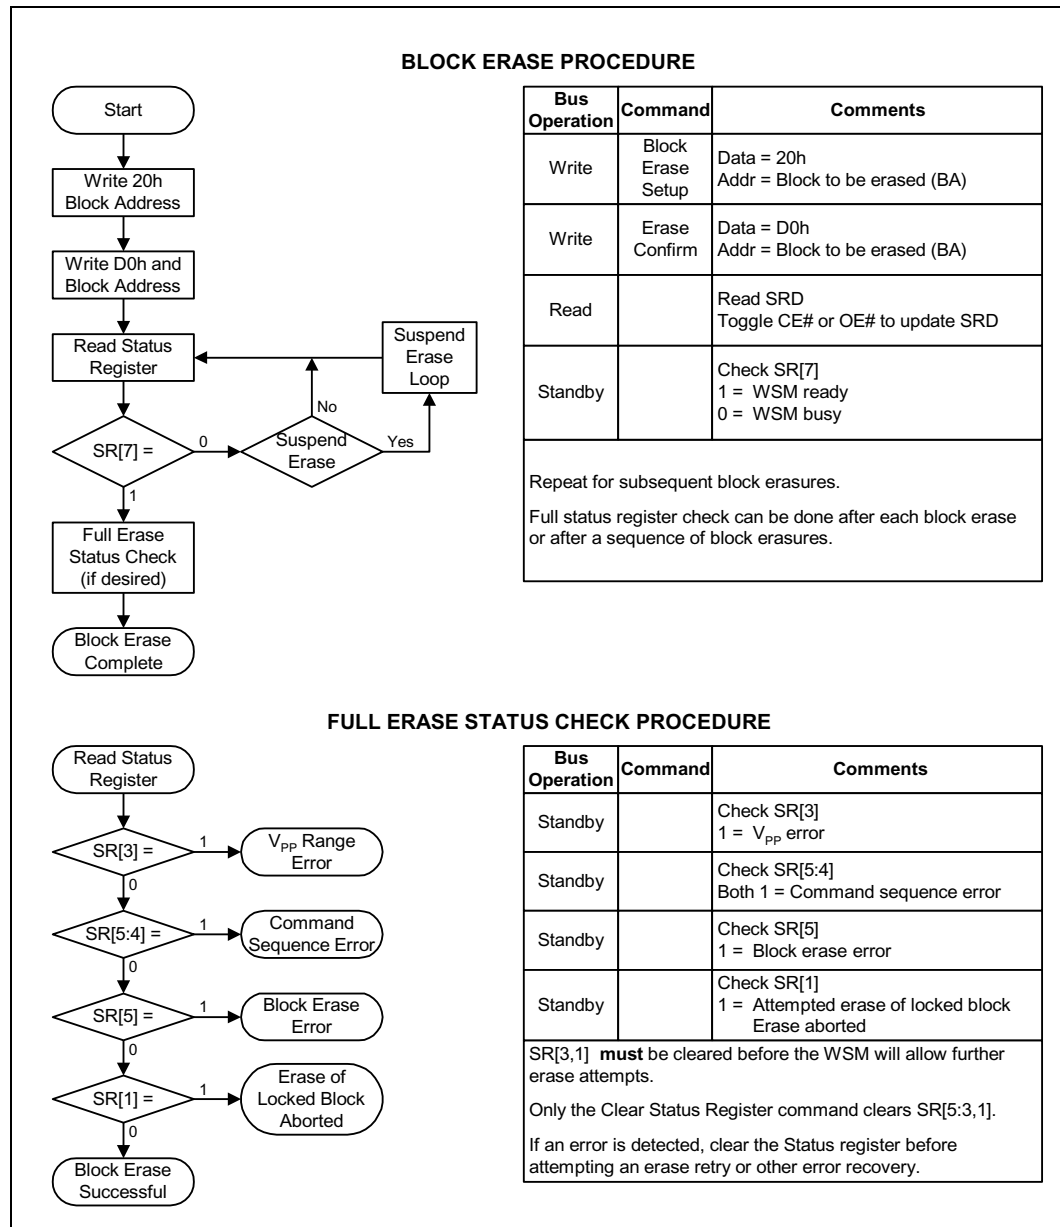 BLOCK ERASE PROCEDURE
Start
Write 20h
Block Address
Write D0h and
Block Address
Read Status
Register
Suspend
Erase
Loop
No
SR[7] =
0
Suspend
Erase
Yes
1
Full Erase
Status Check
(if desired)
Block Erase
Complete
Bus
Operation
Command
Comments
Write
Block
Erase
Setup
Data = 20h
Addr = Block to be erased (BA)
Write
Erase
Confirm
Data = D0h
Addr = Block to be erased (BA)
Read
Read SRD
Toggle CE# or OE# to update SRD
Standby
Check SR[7]
1 = WSM ready
0 = WSM busy
Repeat for subsequent block erasures.
Full status register check can be done after each block erase
or after a sequence of block erasures.
FULL ERASE STATUS CHECK PROCEDURE
Read Status
Register
SR[3] =
1
VPP Range
Error
0
SR[5:4] =
1
Command
Sequence Error
0
SR[5] =
1
Block Erase
Error
0
SR[1] =
1
Erase of
Locked Block
Aborted
0
Block Erase
Successful
Bus
Operation
Command
Comments
Standby
Check SR[3]
1 = VPP error
Standby
Check SR[5:4]
Both 1 = Command sequence error
Standby
Check SR[5]
1 = Block erase error
Standby
Check SR[1]
1 = Attempted erase of locked block
Erase aborted
SR[3,1] must be cleared before the WSM will allow further
erase attempts.
Only the Clear Status Register command clears SR[5:3,1].
If an error is detected, clear the Status register before
attempting an erase retry or other error recovery.